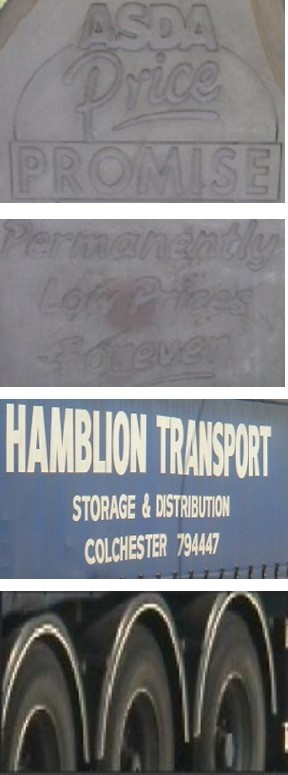 ASDA
Price
PROMISE
Permanently
Low Prices
Forever
HAMBLION TRANSPORT
STORAGE & DISTRIBUTION
COLCHESTER 794447